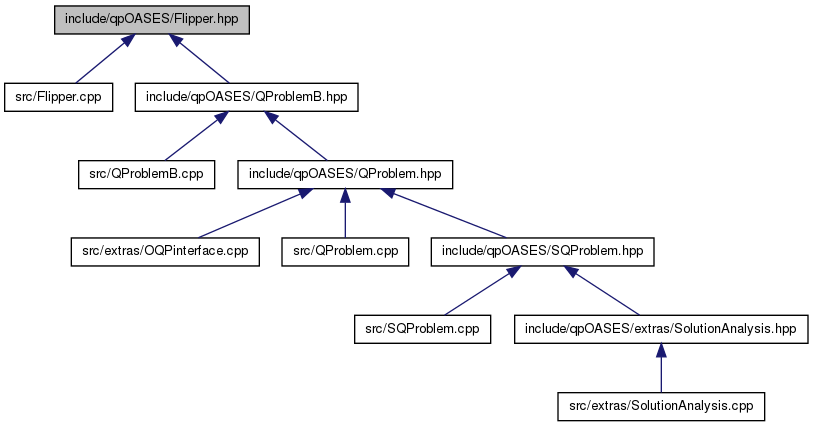 include/qpOASES/Flipper.hpp
src/Flipper.cpp
include/qpOASES/QProblemB.hpp
src/QProblemB.cpp
include/qpOASES/QProblem.hpp
src/extras/OQPinterface.cpp
src/QProblem.cpp
include/qpOASES/SQProblem.hpp
src/SQProblem.cpp
include/qpOASES/extras/SolutionAnalysis.hpp
src/extras/SolutionAnalysis.cpp